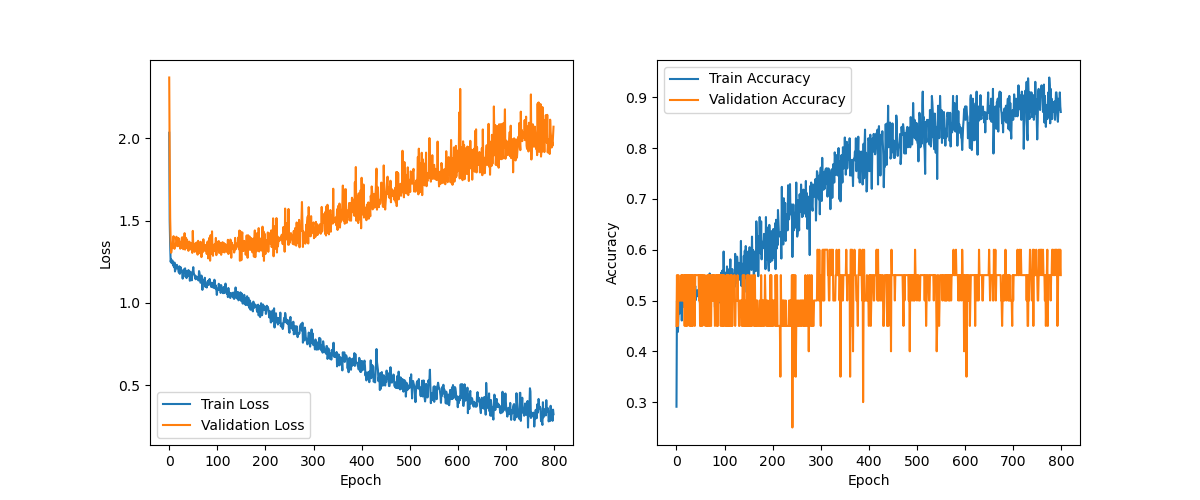 2.0
1.5
1.0
0.5
Loss
Train Loss
Validation Loss
0 100 200 300 400 500 600 700 800
Epoch
Train Accuracy
Validation Accuracy
0.9
0.8
0.7
0.6
0.5
0.4
0.3
Accuracy
0 100 200 300 400 500 600 700 800
Epoch